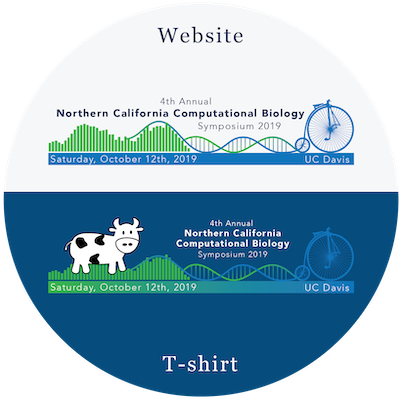 Website
4th Annual
Northern California Computational Biology
Symposium 2019
Saturday, October 12th, 2019 UC Davis
4th Annual
Northern California
Computational Biology
Symposium 2019
Saturday, October 12th, 2019 UC Davis
T-shirt